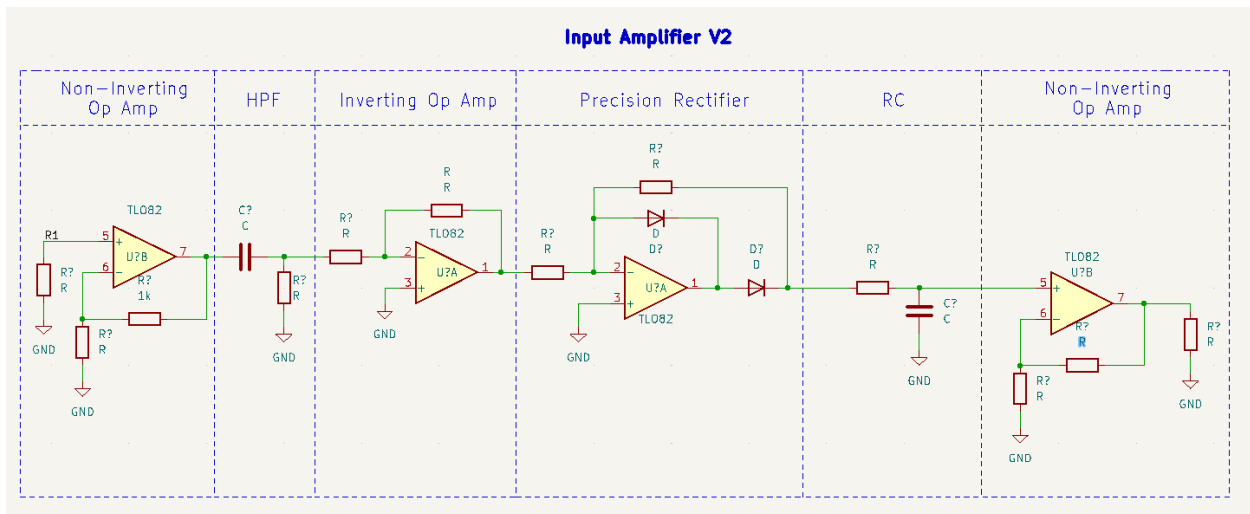 Input Amplifier V2
Non-Inverting
Op Amp
HPF
Inverting Op Amp
Precision Rectifier
RC
Non-Inverting
Op Amp
R1
R?
R
GND
TL082
5
+
6
−
U?B
7
R?
1k
R?
R
GND
C?
C
R?
R
GND
R?
R
R
R
TL082
2
−
3
+
U?A
1
GND
R?
R
R?
R
D
D?
2
−
3
+
U?A
1
TL082
GND
D?
D
R?
R
C?
C
GND
TL082
U?B
5
+
6
−
7
R?
R
R?
R
GND
R?
R
GND